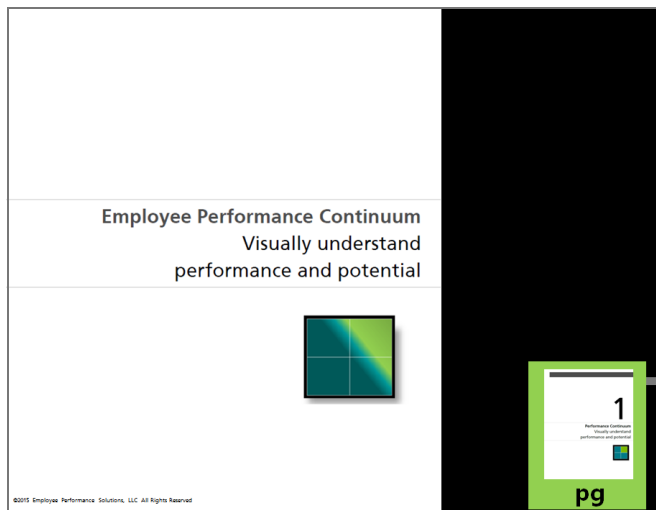 Employee Performance Continuum
Visually understand
performance and potential
1
Performance Continuum
Visually understand
performance and potential
pg
©2015 Employee Performance Solutions, LLC All Rights Reserved